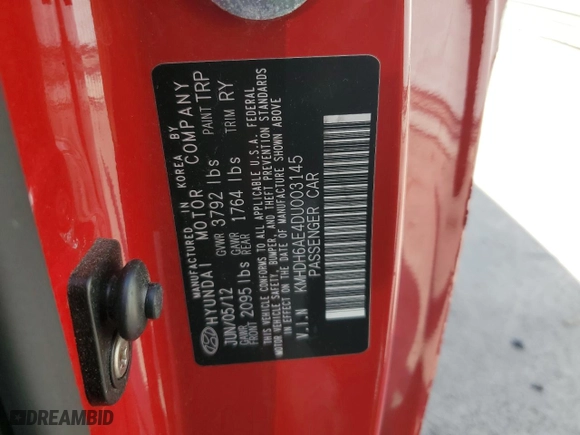 MANUFACTURED IN KOREA BY
HYUNDAI MOTOR COMPANY
JUN/05/12 GVWR 3792 lbs PAINT TRP
GAWR FRONT 2095 lbs GAWR REAR 1764 lbs TRIM RY
THIS VEHICLE CONFORMS TO ALL APPLICABLE U.S.A. FEDERAL
MOTOR VEHICLE SAFETY, BUMPER, AND THEFT PREVENTION STANDARDS
IN EFFECT ON THE DATE OF MANUFACTURE SHOWN ABOVE
V.I.N KMHDH6AE4DU003145
PASSENGER CAR
DREAMBID